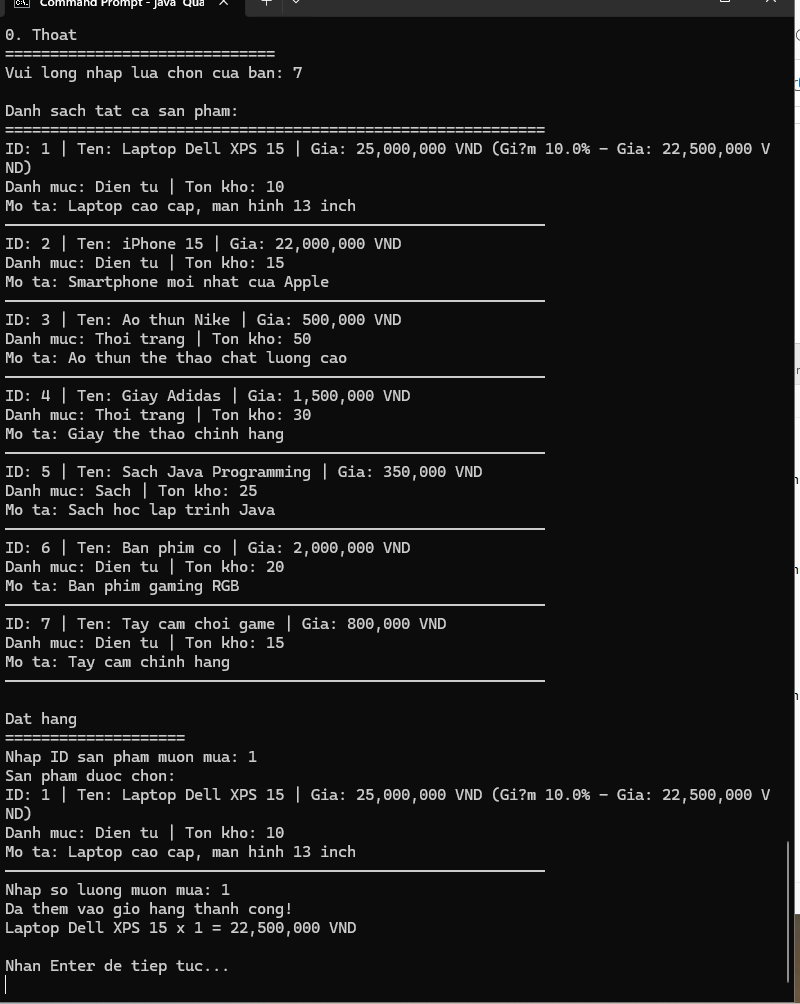 Command Prompt - java Qua
0. Thoat
==============================
Vui long nhap lua chon cua ban: 7
Danh sach tat ca san pham:
============================================================
ID: 1 | Ten: Laptop Dell XPS 15 | Gia: 25,000,000 VND (Gi?m 10.0% - Gia: 22,500,000 V
ND)
Danh muc: Dien tu | Ton kho: 10
Mo ta: Laptop cao cap, man hinh 13 inch
------------------------------------------------------------
ID: 2 | Ten: iPhone 15 | Gia: 22,000,000 VND
Danh muc: Dien tu | Ton kho: 15
Mo ta: Smartphone moi nhat cua Apple
------------------------------------------------------------
ID: 3 | Ten: Ao thun Nike | Gia: 500,000 VND
Danh muc: Thoi trang | Ton kho: 50
Mo ta: Ao thun the thao chat luong cao
------------------------------------------------------------
ID: 4 | Ten: Giay Adidas | Gia: 1,500,000 VND
Danh muc: Thoi trang | Ton kho: 30
Mo ta: Giay the thao chinh hang
------------------------------------------------------------
ID: 5 | Ten: Sach Java Programming | Gia: 350,000 VND
Danh muc: Sach | Ton kho: 25
Mo ta: Sach hoc lap trinh Java
------------------------------------------------------------
ID: 6 | Ten: Ban phim co | Gia: 2,000,000 VND
Danh muc: Dien tu | Ton kho: 20
Mo ta: Ban phim gaming RGB
------------------------------------------------------------
ID: 7 | Ten: Tay cam choi game | Gia: 800,000 VND
Danh muc: Dien tu | Ton kho: 15
Mo ta: Tay cam chinh hang
------------------------------------------------------------
Dat hang
====================
Nhap ID san pham muon mua: 1
San pham duoc chon:
ID: 1 | Ten: Laptop Dell XPS 15 | Gia: 25,000,000 VND (Gi?m 10.0% - Gia: 22,500,000 V
ND)
Danh muc: Dien tu | Ton kho: 10
Mo ta: Laptop cao cap, man hinh 13 inch
------------------------------------------------------------
Nhap so luong muon mua: 1
Da them vao gio hang thanh cong!
Laptop Dell XPS 15 x 1 = 22,500,000 VND
Nhan Enter de tiep tuc...